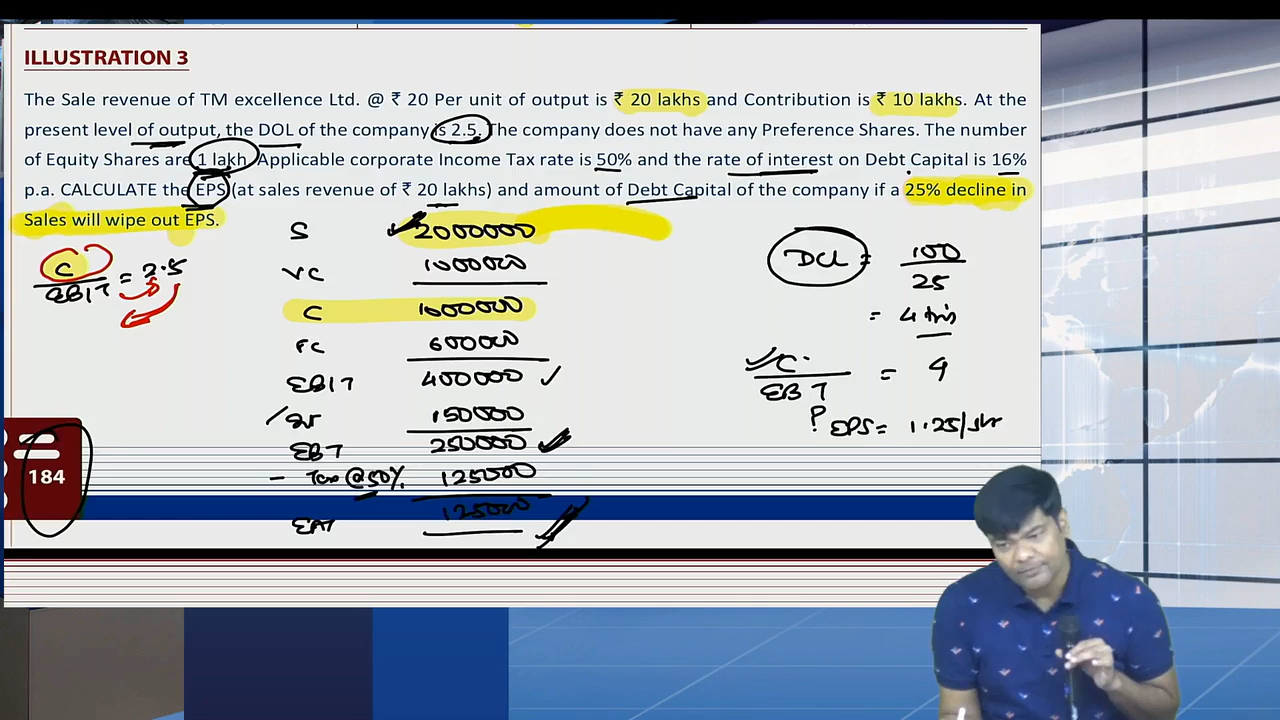 ILLUSTRATION 3
The Sale revenue of TM excellence Ltd. @ ₹ 20 Per unit of output is ₹ 20 lakhs and Contribution is ₹ 10 lakhs. At the
present level of output, the DOL of the company is 2.5. The company does not have any Preference Shares. The number
of Equity Shares are 1 lakh. Applicable corporate Income Tax rate is 50% and the rate of interest on Debt Capital is 16%
p.a. CALCULATE the EPS (at sales revenue of ₹ 20 lakhs) and amount of Debt Capital of the company if a 25% decline in
Sales will wipe out EPS.
C
EBIT = 2.5
S 2000000
VC 1000000
C 1000000
FC 600000
EBIT 400000
Int 150000
EBT 250000
- Tax @50% 125000
EAT 125000
DCL = 100
25
= 4
C
EBT = 4
? EPS= 1.25/shr
184